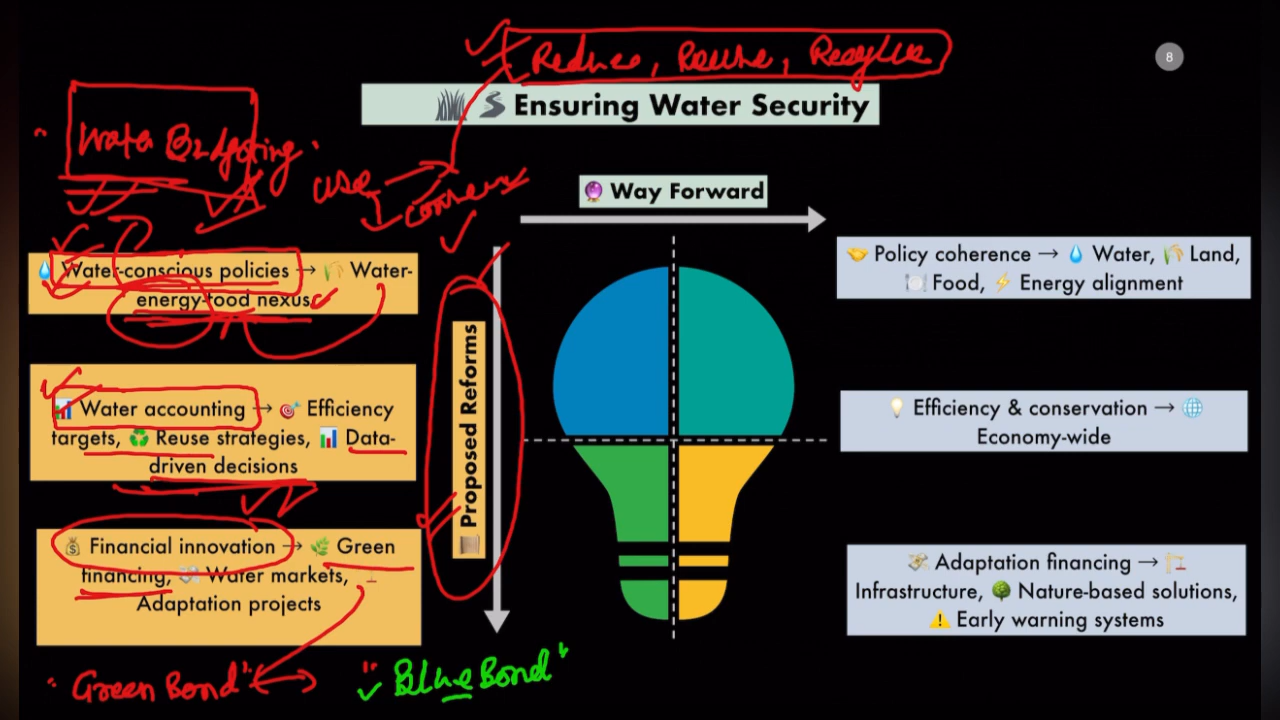 Reduce, Reuse, Recycle
8
Ensuring Water Security
"Water Budgeting"
use
conserve
Way Forward
💧 Water-conscious policies → 🌾 Water-
energy-food nexus
📊 Water accounting → 🎯 Efficiency
targets, ♻️ Reuse strategies, 📊 Data-
driven decisions
💰 Financial innovation → 🌿 Green
financing, 💸 Water markets,
Adaptation projects
"Green Bond" ↔ "Blue Bond"
📜 Proposed Reforms
🤝 Policy coherence → 💧 Water, 🌾 Land,
🍽️ Food, ⚡ Energy alignment
💡 Efficiency & conservation → 🌐
Economy-wide
💸 Adaptation financing → 🏗️
Infrastructure, 🌳 Nature-based solutions,
⚠️ Early warning systems